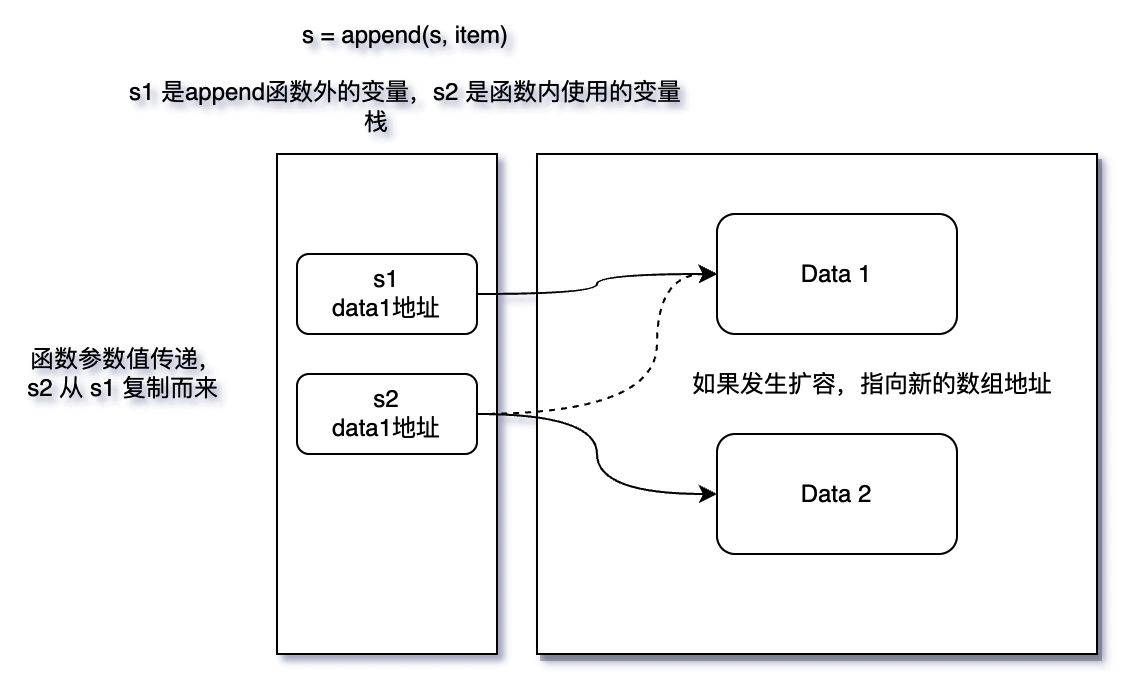 s = append(s, item)
s1 是append函数外的变量，s2 是函数内使用的变量
栈
s1
data1地址
Data 1
函数参数值传递，
s2 从 s1 复制而来
s2
data1地址
如果发生扩容，指向新的数组地址
Data 2